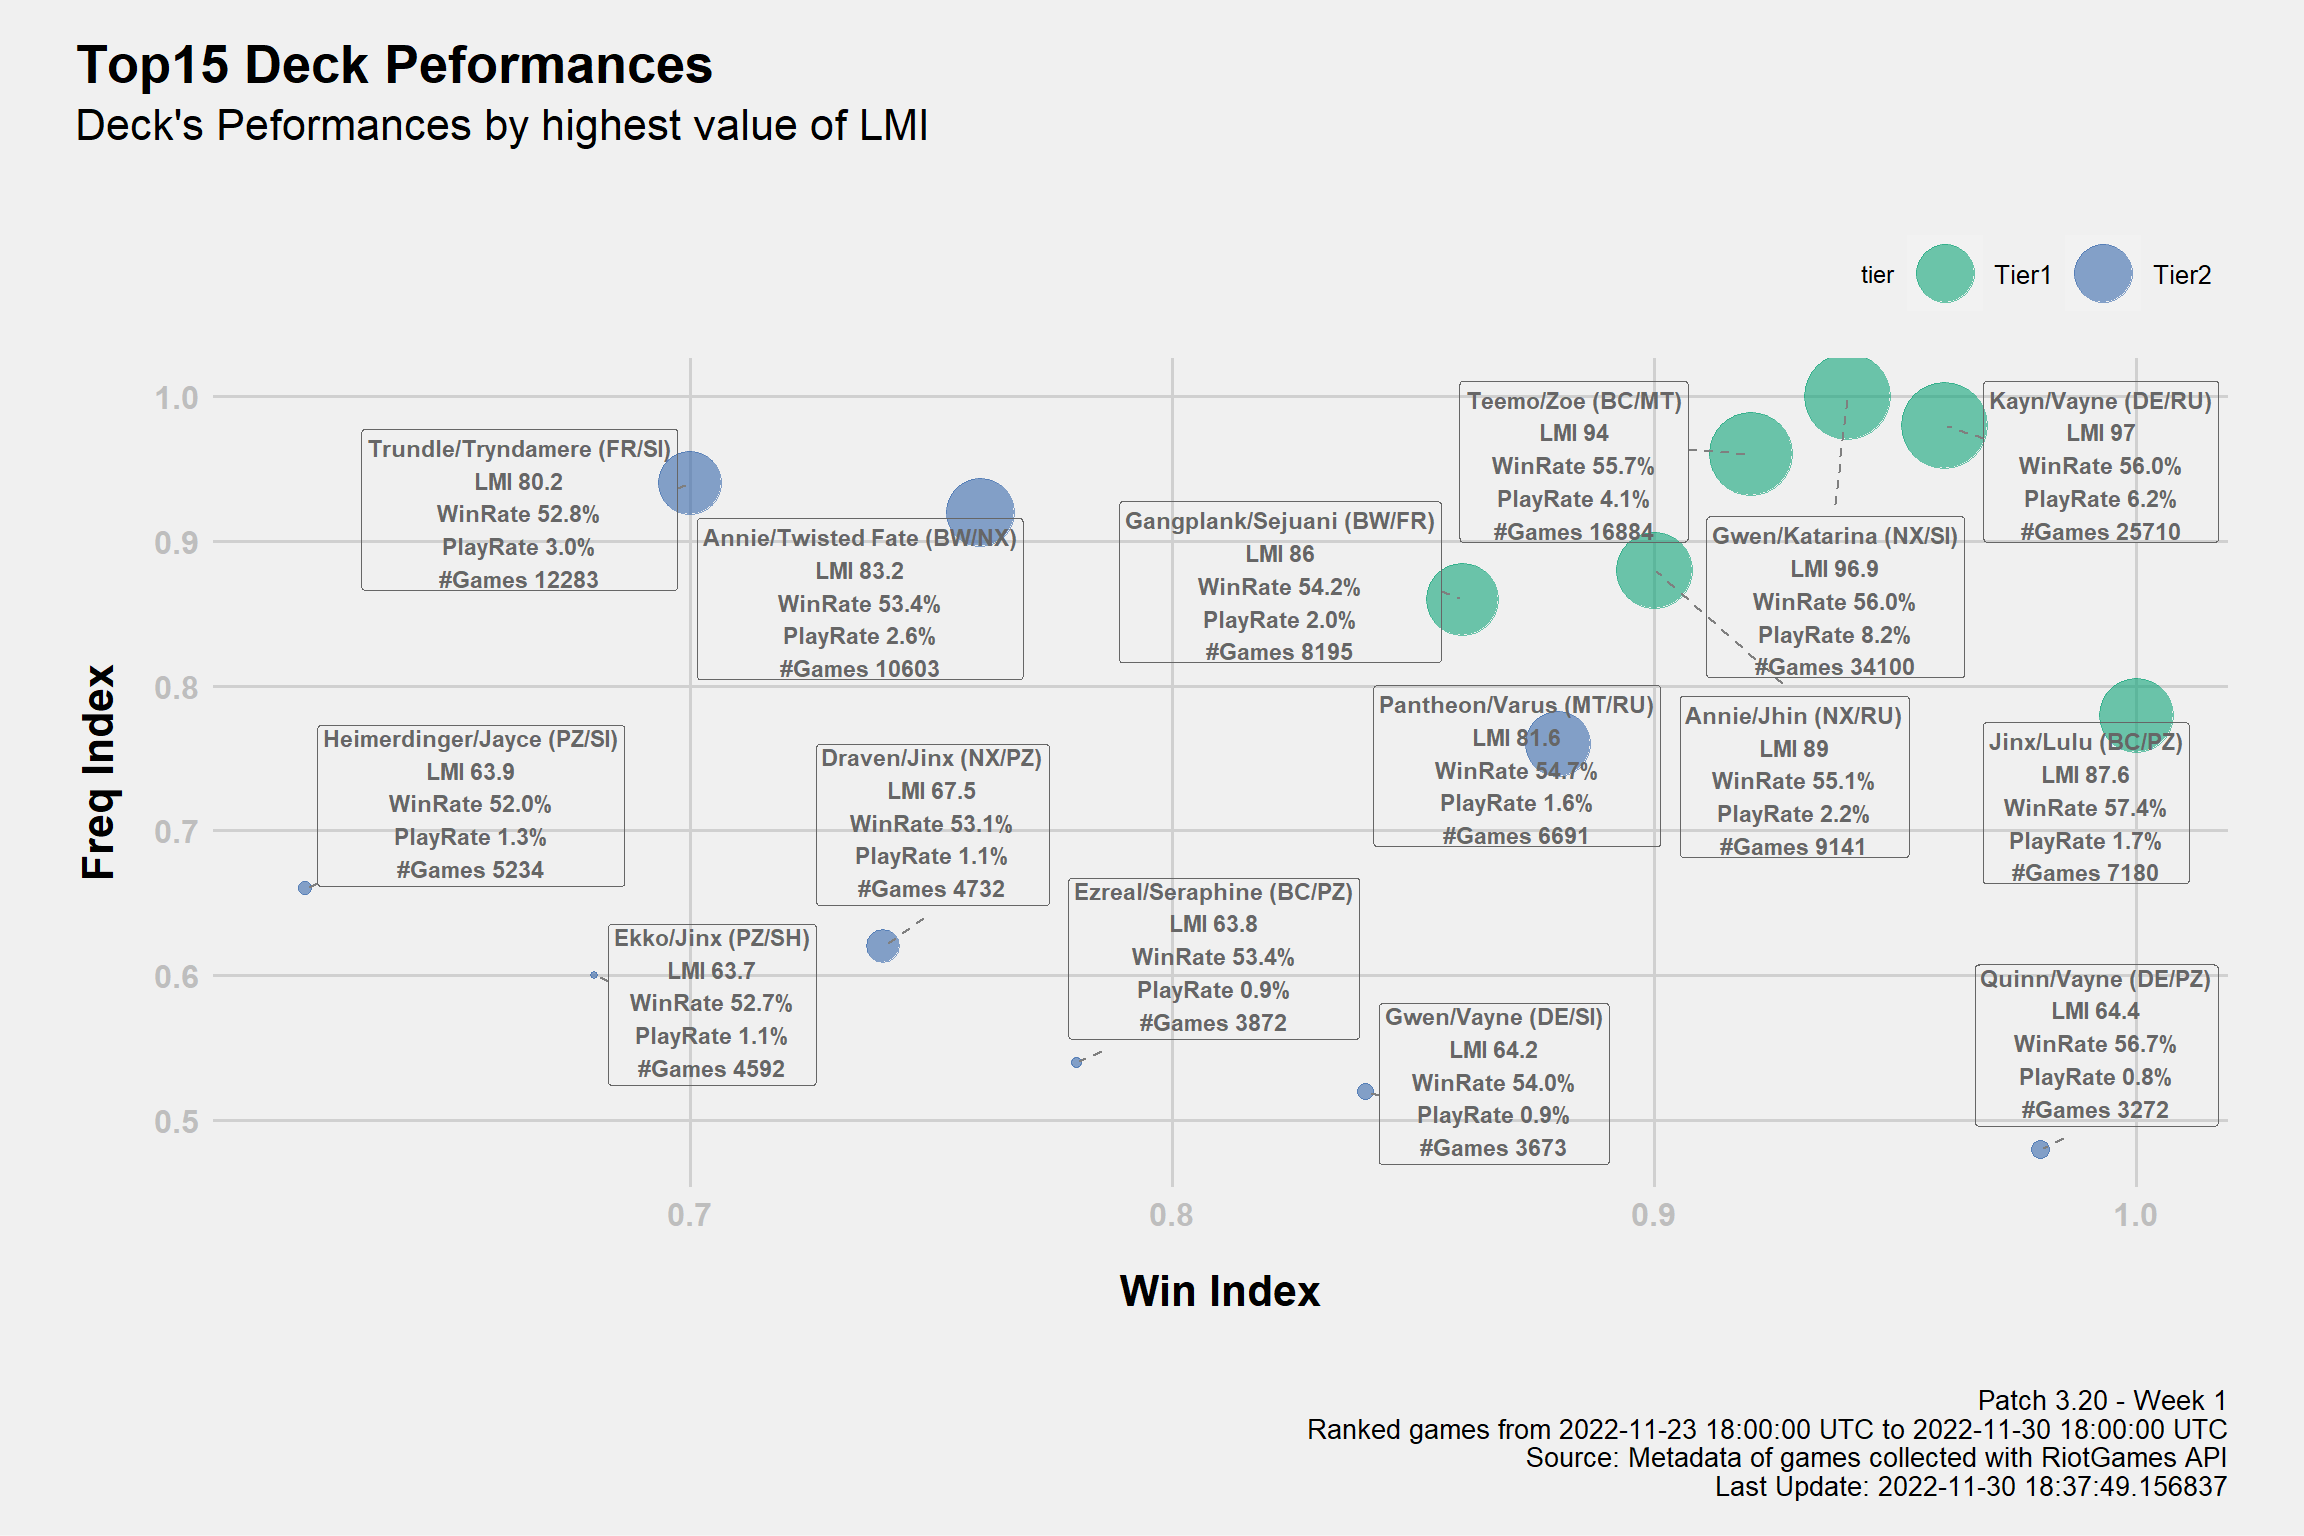 Top15 Deck Peformances
Deck's Peformances by highest value of LMI
tier Tier1 Tier2
1.0
0.9
0.8
0.7
0.6
0.5
Freq Index
Trundle/Tryndamere (FR/SI)
LMI 80.2
WinRate 52.8%
PlayRate 3.0%
#Games 12283
Annie/Twisted Fate (BW/NX)
LMI 83.2
WinRate 53.4%
PlayRate 2.6%
#Games 10603
Gangplank/Sejuani (BW/FR)
LMI 86
WinRate 54.2%
PlayRate 2.0%
#Games 8195
Teemo/Zoe (BC/MT)
LMI 94
WinRate 55.7%
PlayRate 4.1%
#Games 16884
Gwen/Katarina (NX/SI)
LMI 96.9
WinRate 56.0%
PlayRate 8.2%
#Games 34100
Kayn/Vayne (DE/RU)
LMI 97
WinRate 56.0%
PlayRate 6.2%
#Games 25710
Heimerdinger/Jayce (PZ/SI)
LMI 63.9
WinRate 52.0%
PlayRate 1.3%
#Games 5234
Draven/Jinx (NX/PZ)
LMI 67.5
WinRate 53.1%
PlayRate 1.1%
#Games 4732
Pantheon/Varus (MT/RU)
LMI 81.6
WinRate 54.7%
PlayRate 1.6%
#Games 6691
Annie/Jhin (NX/RU)
LMI 89
WinRate 55.1%
PlayRate 2.2%
#Games 9141
Jinx/Lulu (BC/PZ)
LMI 87.6
WinRate 57.4%
PlayRate 1.7%
#Games 7180
Ekko/Jinx (PZ/SH)
LMI 63.7
WinRate 52.7%
PlayRate 1.1%
#Games 4592
Ezreal/Seraphine (BC/PZ)
LMI 63.8
WinRate 53.4%
PlayRate 0.9%
#Games 3872
Gwen/Vayne (DE/SI)
LMI 64.2
WinRate 54.0%
PlayRate 0.9%
#Games 3673
Quinn/Vayne (DE/PZ)
LMI 64.4
WinRate 56.7%
PlayRate 0.8%
#Games 3272
0.7 0.8 0.9 1.0
Win Index
Patch 3.20 - Week 1
Ranked games from 2022-11-23 18:00:00 UTC to 2022-11-30 18:00:00 UTC
Source: Metadata of games collected with RiotGames API
Last Update: 2022-11-30 18:37:49.156837